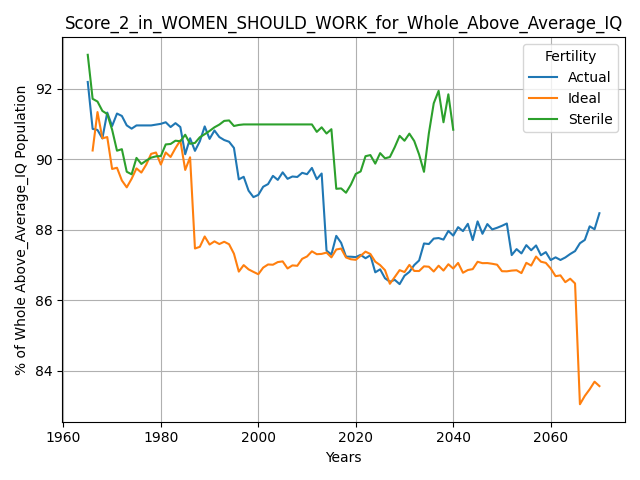 Score_2_in_WOMEN_SHOULD_WORK_for_Whole_Above_Average_IQ
% of Whole Above_Average_IQ Population
92
90
88
86
84
Fertility
Actual
Ideal
Sterile
1960 1980 2000 2020 2040 2060
Years